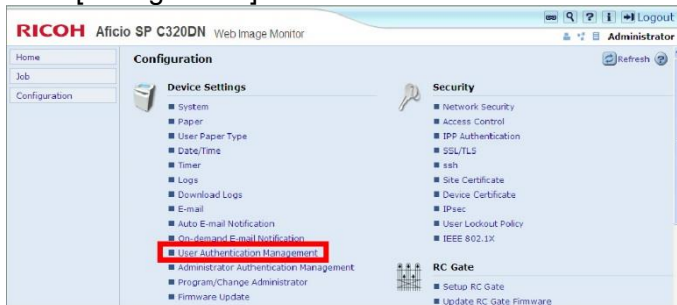 RICOH Aficio SP C320DN Web Image Monitor
Logout
Administrator
Home
Job
Configuration
Configuration
Refresh
Device Settings
System
Paper
User Paper Type
Date/Time
Timer
Logs
Download Logs
E-mail
Auto E-mail Notification
On-demand E-mail Notification
User Authentication Management
Administrator Authentication Management
Program/Change Administrator
Firmware Update
Security
Network Security
Access Control
IPP Authentication
SSL/TLS
ssh
Site Certificate
Device Certificate
IPsec
User Lockout Policy
IEEE 802.1X
RC Gate
Setup RC Gate
Update RC Gate Firmware